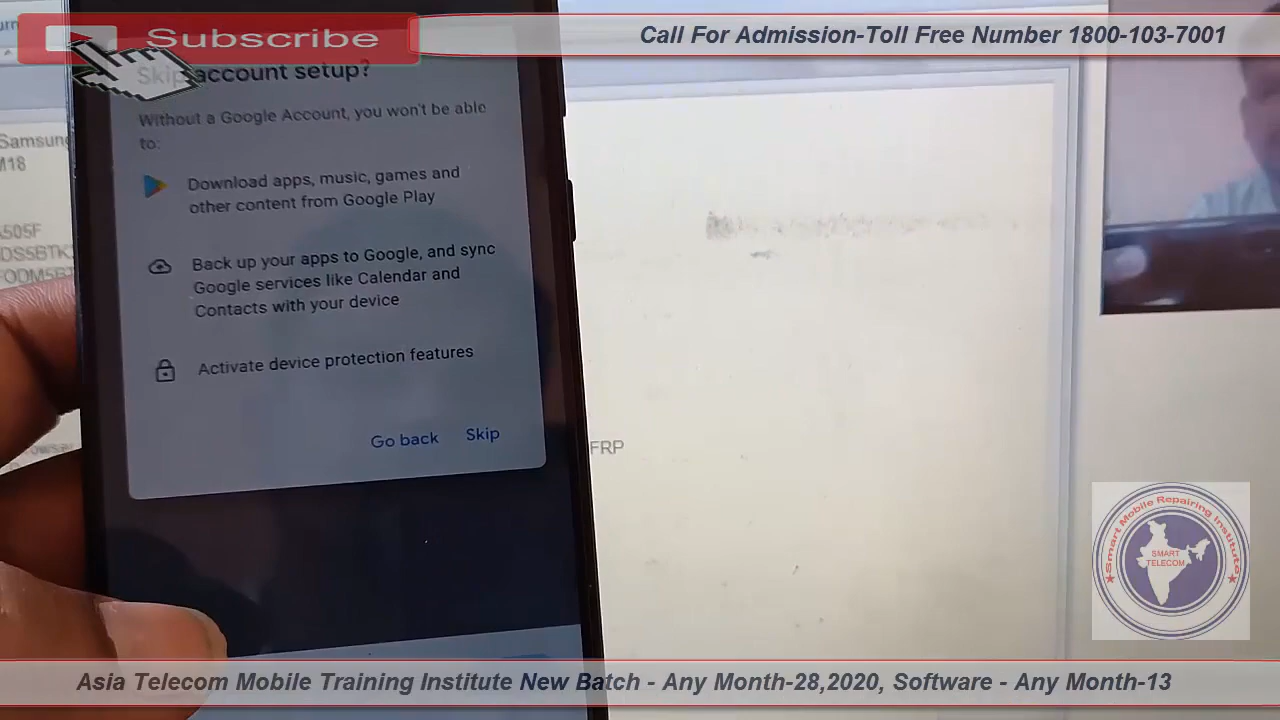 Subscribe
Call For Admission-Toll Free Number 1800-103-7001
Skip account setup?
Without a Google Account, you won't be able
to:
Download apps, music, games and
other content from Google Play
Back up your apps to Google, and sync
Google services like Calendar and
Contacts with your device
Activate device protection features
Go back Skip
Samsung
M18
A505F
FRP
Smart Mobile Repairing Institute
SMART
TELECOM
Asia Telecom Mobile Training Institute New Batch - Any Month-28,2020, Software - Any Month-13